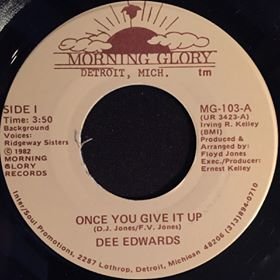 MORNING GLORY
DETROIT, MICH. tm
SIDE I
Time: 3:50
Background
Voices:
Ridgeway Sisters
© 1982
MORNING
GLORY
RECORDS
MG-103-A
(UR 3423-A)
Irving R. Kelley
(BMI)
Produced &
Arranged by:
Floyd Jones
Exec./Producer:
Ernest Kelley
ONCE YOU GIVE IT UP
(D.J. Jones/F.V. Jones)
DEE EDWARDS
Inter/Soul Promotions, 2287 Lothrop, Detroit, Michigan 48206 (313)894-0710